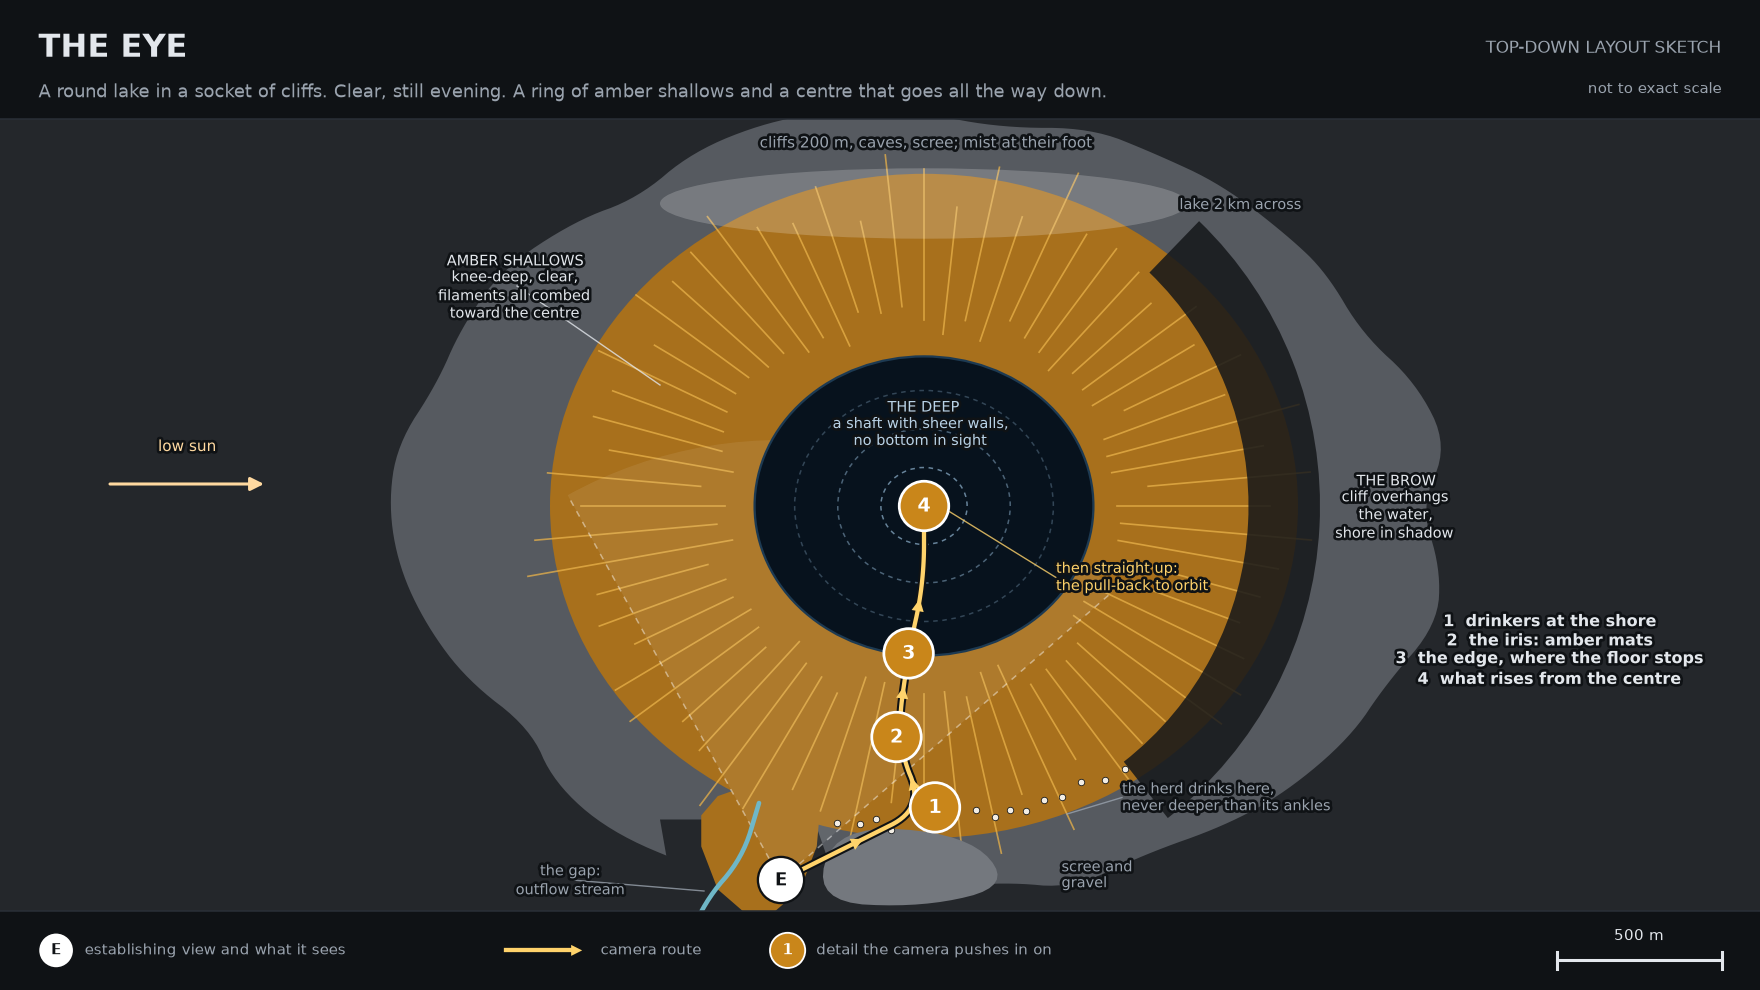 THE EYE
TOP-DOWN LAYOUT SKETCH
A round lake in a socket of cliffs. Clear, still evening. A ring of amber shallows and a centre that goes all the way down.
not to exact scale
cliffs 200 m, caves, scree; mist at their foot
lake 2 km across
AMBER SHALLOWS
knee-deep, clear,
filaments all combed
toward the centre
THE DEEP
a shaft with sheer walls,
no bottom in sight
low sun
THE BROW
cliff overhangs
the water,
shore in shadow
4
then straight up:
the pull-back to orbit
1 drinkers at the shore
2 the iris: amber mats
3 the edge, where the floor stops
4 what rises from the centre
3
2
1
the herd drinks here,
never deeper than its ankles
E
the gap:
outflow stream
scree and
gravel
E establishing view and what it sees
camera route
1 detail the camera pushes in on
500 m